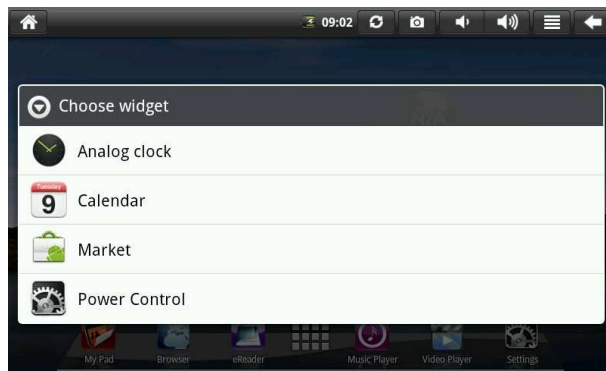 09:02
Choose widget
N/A
Analog clock
Tuesday
9
Calendar
Market
Power Control
My Pad Browser eReader Music Player Video Player Settings